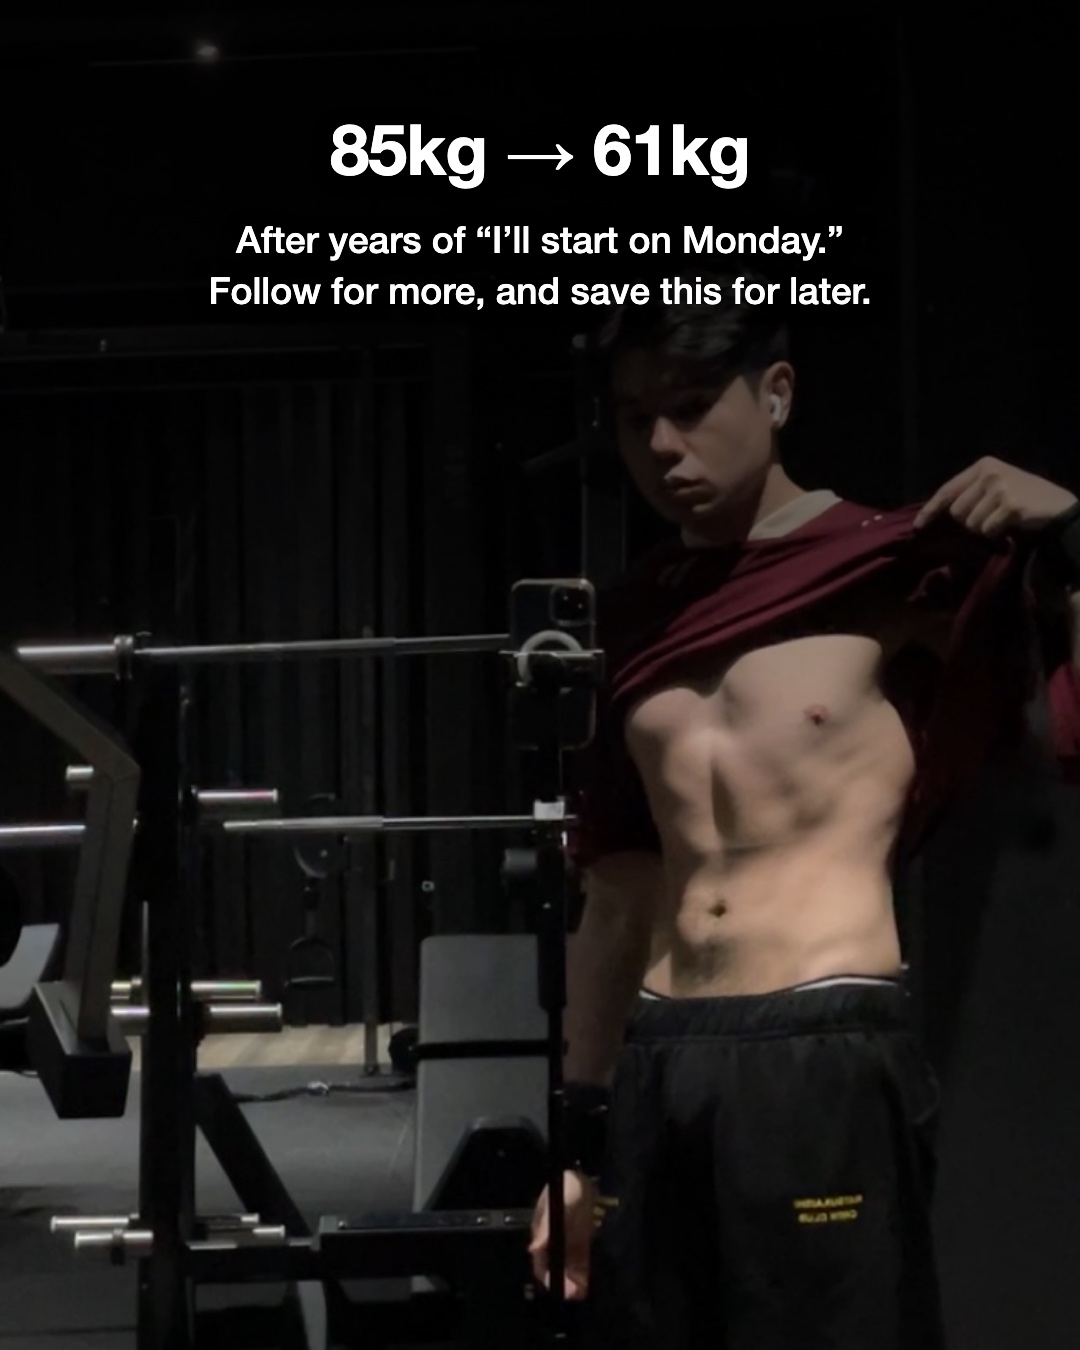 85kg → 61kg
After years of “I’ll start on Monday.”
Follow for more, and save this for later.